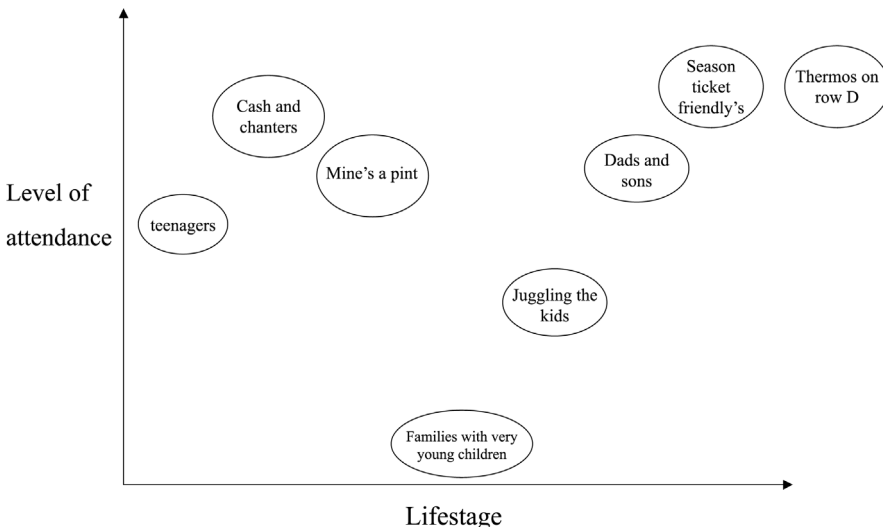 Season
ticket
friendly's
Thermos on
row D
Cash and
chanters
Mine's a pint
Dads and
sons
Level of
attendance
teenagers
Juggling the
kids
Families with very
young children
Lifestage